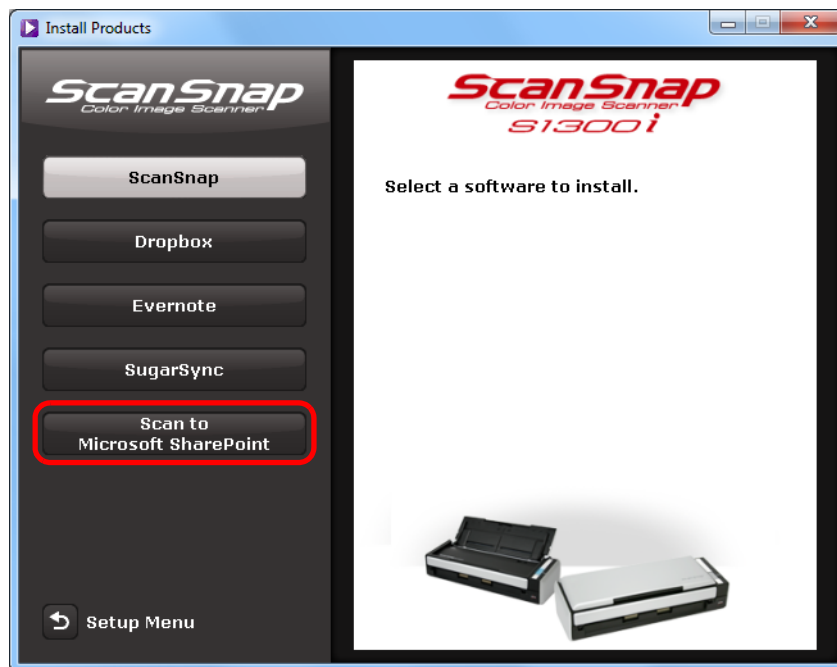 Install Products
ScanSnap
Color Image Scanner
ScanSnap
Dropbox
Evernote
SugarSync
Scan to
Microsoft SharePoint
Setup Menu
ScanSnap
Color Image Scanner
S1300i
Select a software to install.